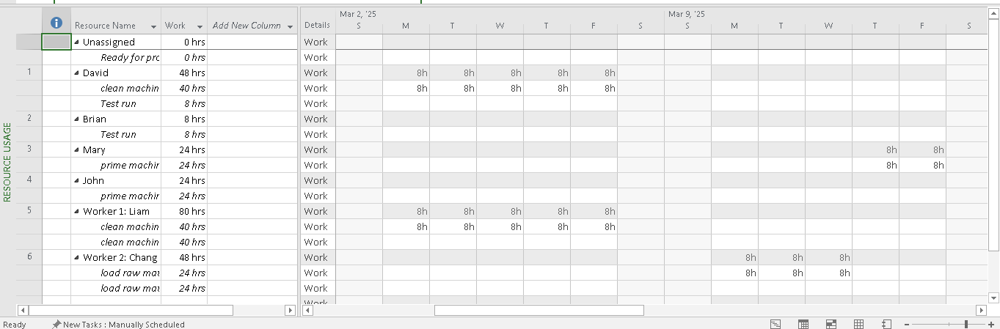 Mar 2, '25 Mar 9, '25
Resource Name Work Add New Column Details S M T W T F S S M T W T F S
Unassigned 0 hrs Work
Ready for pro 0 hrs Work
1 David 48 hrs Work 8h 8h 8h 8h 8h
clean machin 40 hrs Work 8h 8h 8h 8h 8h
Test run 8 hrs Work
2 Brian 8 hrs Work
Test run 8 hrs Work
3 Mary 24 hrs Work 8h 8h
prime machin 24 hrs Work 8h 8h
4 John 24 hrs Work
prime machin 24 hrs Work
5 Worker 1: Liam 80 hrs Work 8h 8h 8h 8h 8h
clean machin 40 hrs Work 8h 8h 8h 8h 8h
clean machin 40 hrs Work
6 Worker 2: Chang 48 hrs Work 8h 8h 8h
load raw mat 24 hrs Work 8h 8h 8h
load raw mat 24 hrs Work
Work
RESOURCE USAGE
Ready New Tasks : Manually Scheduled